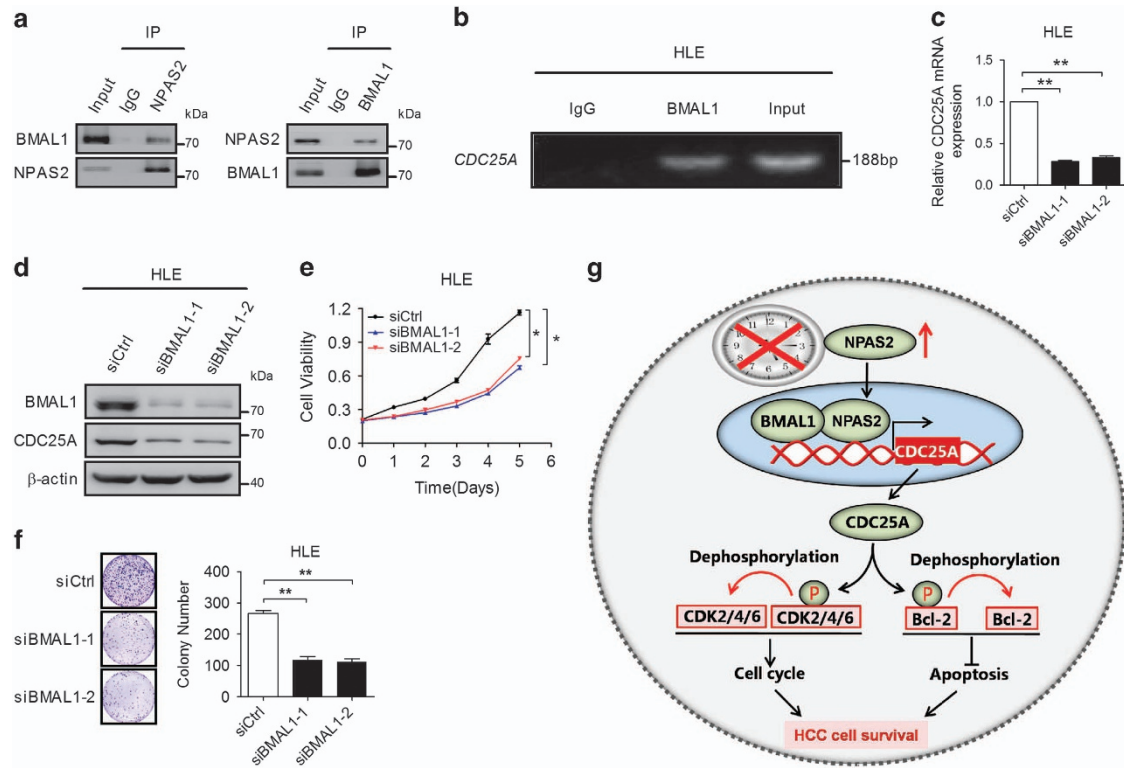 a
IP
IP
Input
IgG
NPAS2
Input
IgG
BMAL1
kDa
kDa
BMAL1
70
NPAS2
70
NPAS2
70
BMAL1
70
b
HLE
IgG BMAL1 Input
CDC25A
188bp
c
HLE
Relative CDC25A mRNA
expression
1.5
1.0
0.5
0.0
**
**
siCtrl
siBMAL1-1
siBMAL1-2
d
HLE
siCtrl
siBMAL1-1
siBMAL1-2
kDa
BMAL1
70
CDC25A
70
β-actin
40
e
HLE
Cell Viability
1.2
0.9
0.6
0.3
0.0
siCtrl
siBMAL1-1
siBMAL1-2
*
*
0 1 2 3 4 5 6
Time(Days)
f
siCtrl
siBMAL1-1
siBMAL1-2
HLE
Colony Number
400
300
200
100
0
**
**
siCtrl
siBMAL1-1
siBMAL1-2
g
NPAS2
BMAL1 NPAS2
CDC25A
CDC25A
Dephosphorylation
Dephosphorylation
P
P
CDK2/4/6 CDK2/4/6
Bcl-2 Bcl-2
Cell cycle
Apoptosis
HCC cell survival